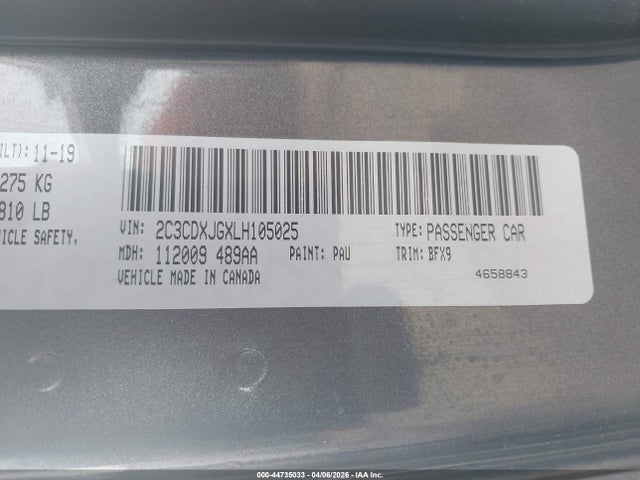 ILT): 11-19
275 KG
810 LB
ICLE SAFETY,
VIN: 2C3CDXJGXLH105025 TYPE: PASSENGER CAR
MDH: 112009 489AA PAINT: PAU TRIM: BFX9
VEHICLE MADE IN CANADA 4658843
000-44735033 - 04/06/2026 - IAA Inc.